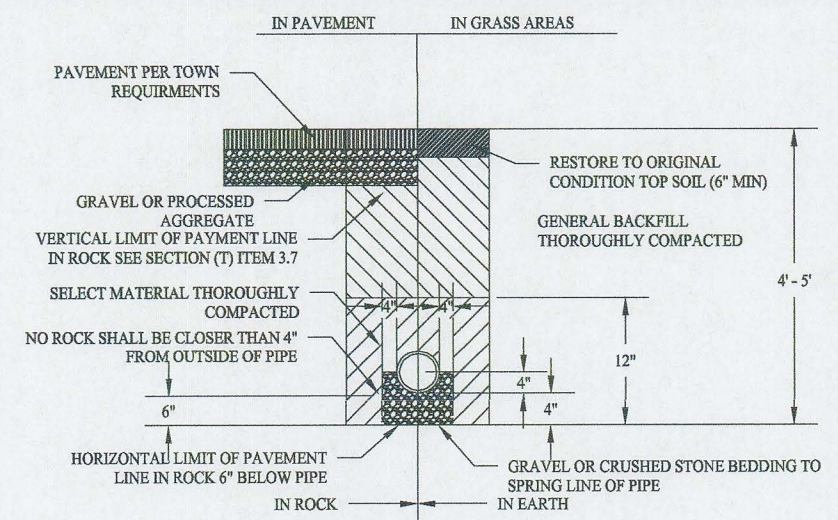 IN PAVEMENT
IN GRASS AREAS
PAVEMENT PER TOWN
REQUIRMENTS
RESTORE TO ORIGINAL
CONDITION TOP SOIL (6" MIN)
GRAVEL OR PROCESSED
AGGREGATE
GENERAL BACKFILL
THOROUGHLY COMPACTED
VERTICAL LIMIT OF PAYMENT LINE
IN ROCK SEE SECTION (T) ITEM 3.7
4' - 5'
SELECT MATERIAL THOROUGHLY
COMPACTED
4"
4"
NO ROCK SHALL BE CLOSER THAN 4"
FROM OUTSIDE OF PIPE
12"
4"
6"
4"
HORIZONTAL LIMIT OF PAVEMENT
LINE IN ROCK 6" BELOW PIPE
GRAVEL OR CRUSHED STONE BEDDING TO
SPRING LINE OF PIPE
IN ROCK
IN EARTH